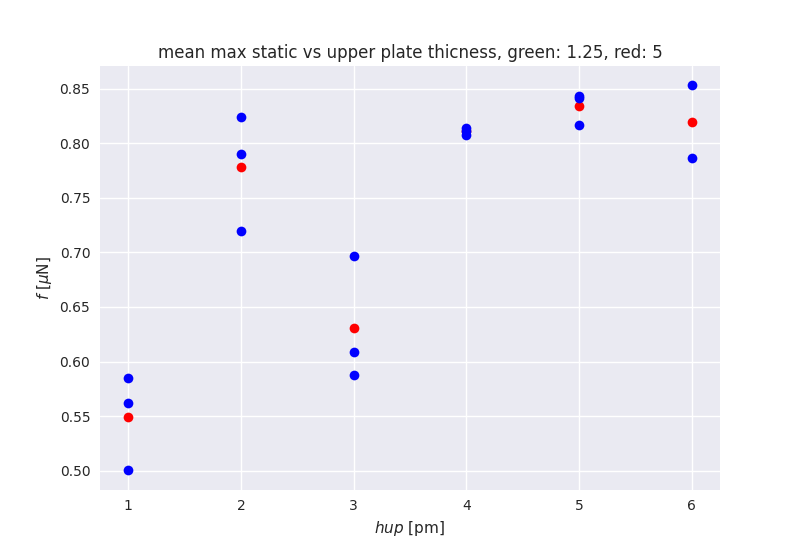 mean max static vs upper plate thicness, green: 1.25, red: 5
0.85
0.80
0.75
0.70
0.65
0.60
0.55
0.50
f [μN]
1 2 3 4 5 6
hup [pm]